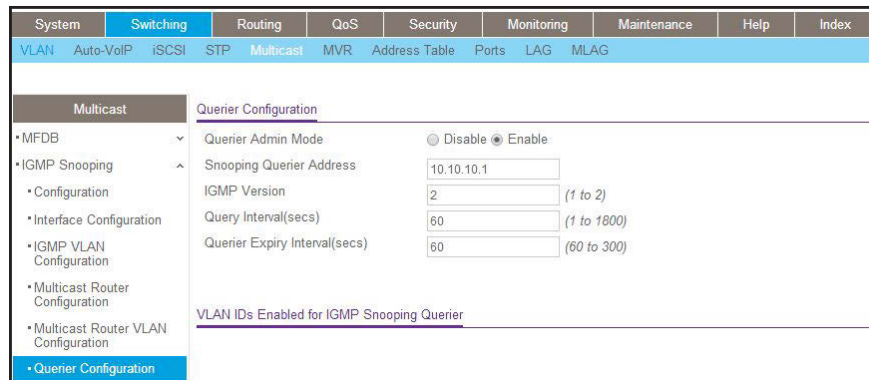 System Switching Routing QoS Security Monitoring Maintenance Help Index
VLAN Auto-VoIP iSCSI STP Multicast MVR Address Table Ports LAG MLAG
Multicast
MFDB
IGMP Snooping
Configuration
Interface Configuration
IGMP VLAN
Configuration
Multicast Router
Configuration
Multicast Router VLAN
Configuration
Querier Configuration
Querier Configuration
Querier Admin Mode Disable Enable
Snooping Querier Address 10.10.10.1
IGMP Version 2 (1 to 2)
Query Interval(secs) 60 (1 to 1800)
Querier Expiry Interval(secs) 60 (60 to 300)
VLAN IDs Enabled for IGMP Snooping Querier